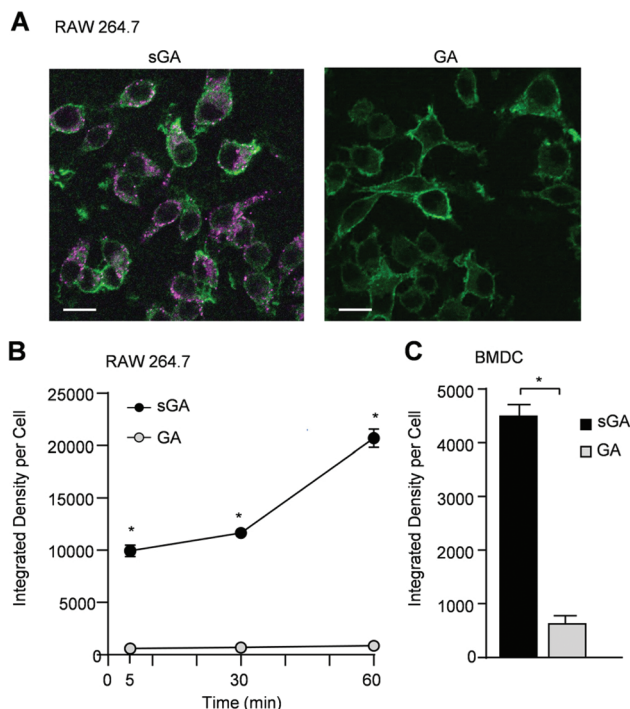 A RAW 264.7
sGA GA
B RAW 264.7
Integrated Density per Cell
25000
20000
15000
10000
5000
0
sGA
GA
*
*
*
0 5 30 60
Time (min)
C BMDC
Integrated Density per Cell
5000
4000
4000
2000
1000
0
*
sGA
GA